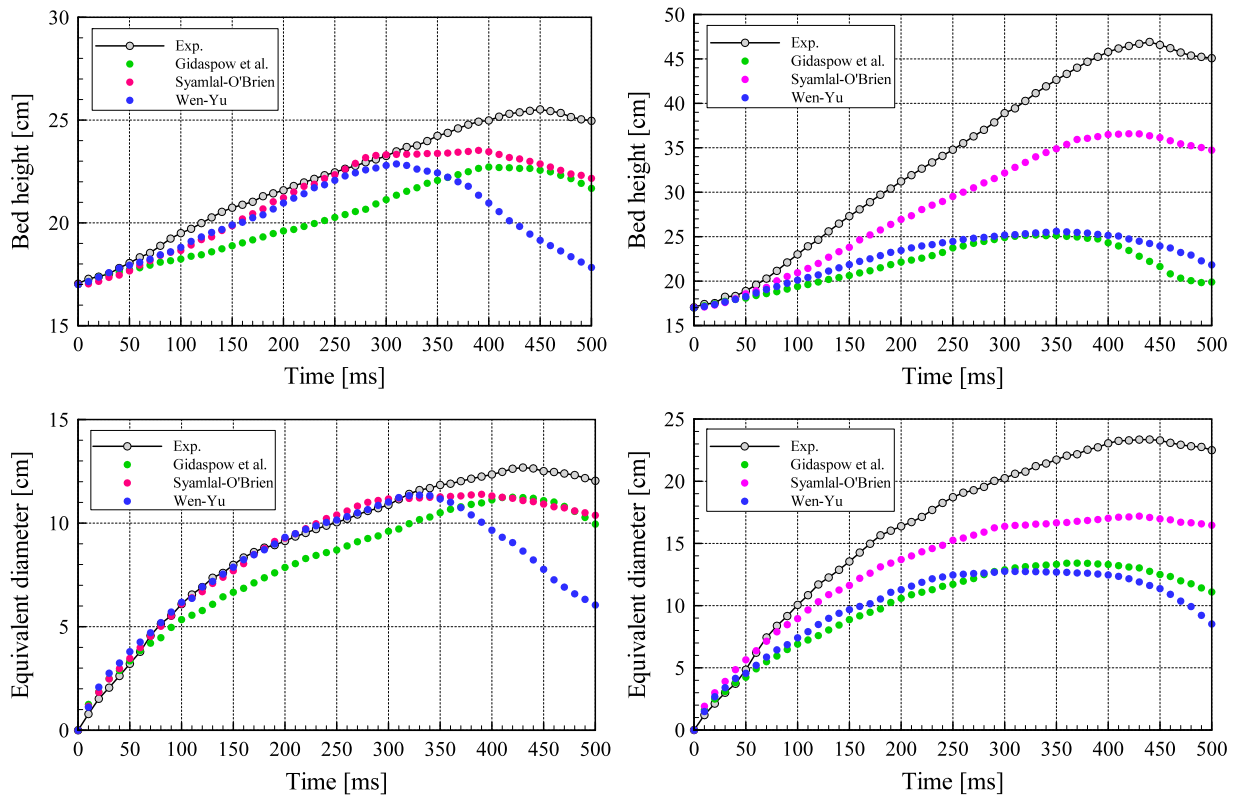 30
25
20
15
Bed height [cm]
Exp.
Gidaspow et al.
Syamlal-O'Brien
Wen-Yu
0 50 100 150 200 250 300 350 400 450 500
Time [ms]
50
45
40
35
30
25
20
15
Bed height [cm]
Exp.
Gidaspow et al.
Syamlal-O'Brien
Wen-Yu
0 50 100 150 200 250 300 350 400 450 500
Time [ms]
15
10
5
0
Equivalent diameter [cm]
Exp.
Gidaspow et al.
Syamlal-O'Brien
Wen-Yu
0 50 100 150 200 250 300 350 400 450 500
Time [ms]
25
20
15
10
5
0
Equivalent diameter [cm]
Exp.
Gidaspow et al.
Syamlal-O'Brien
Wen-Yu
0 50 100 150 200 250 300 350 400 450 500
Time [ms]